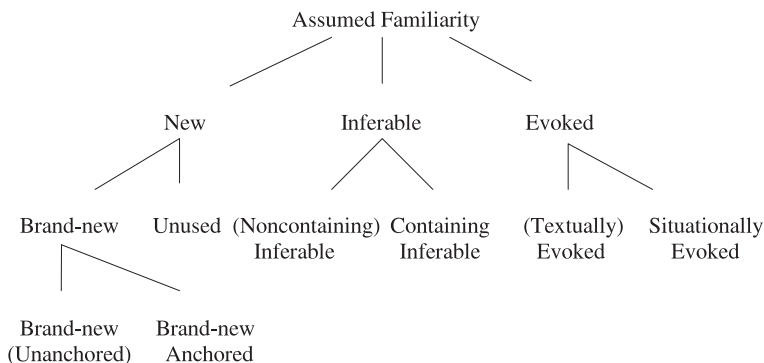 Assumed Familiarity
New Inferable Evoked
Brand-new Unused (Noncontaining) Containing (Textually) Situationally
Inferable Inferable Evoked Evoked
Brand-new Brand-new
(Unanchored) Anchored